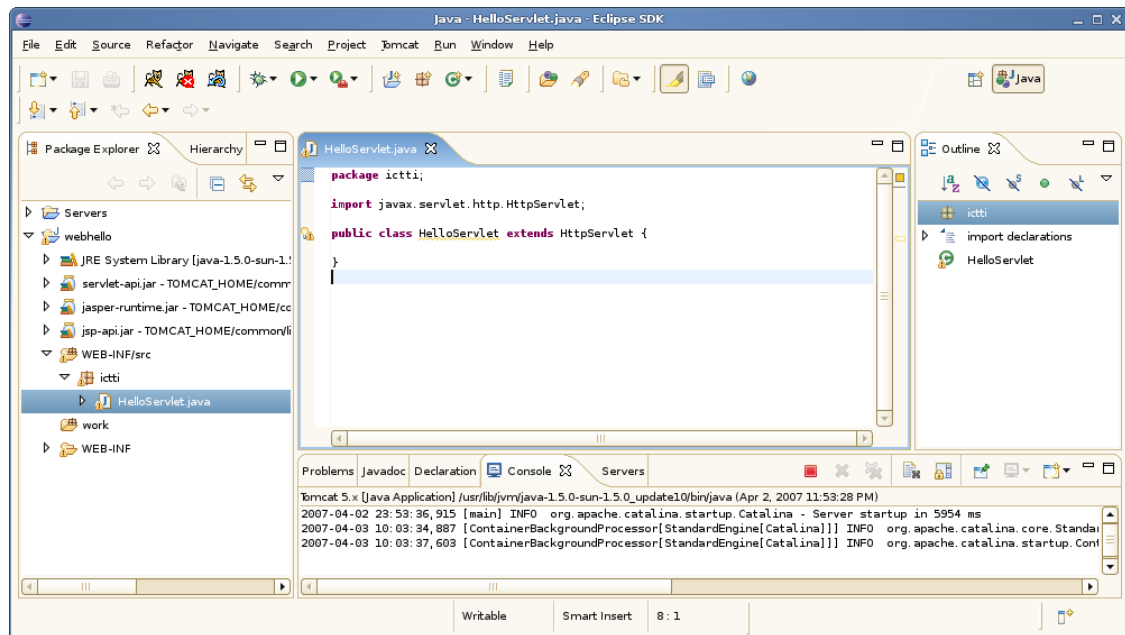 Java - HelloServlet.java - Eclipse SDK
File Edit Source Refactor Navigate Search Project Tomcat Run Window Help
Java
Package Explorer Hierarchy
Servers
webhello
JRE System Library [java-1.5.0-sun-1.5
servlet-api.jar - TOMCAT_HOME/comm
jasper-runtime.jar - TOMCAT_HOME/cc
jsp-api.jar - TOMCAT_HOME/common/li
WEB-INF/src
ictti
HelloServlet.java
work
WEB-INF
HelloServlet.java
package ictti;
import javax.servlet.http.HttpServlet;
public class HelloServlet extends HttpServlet {
}
Outline
ictti
import declarations
HelloServlet
Problems Javadoc Declaration Console Servers
Tomcat 5.x [Java Application] /usr/lib/jvm/java-1.5.0-sun-1.5.0_update10/bin/java (Apr 2, 2007 11:53:28 PM)
2007-04-02 23:53:36,915 [main] INFO org.apache.catalina.startup.Catalina - Server startup in 5954 ms
2007-04-03 10:03:34,887 [ContainerBackgroundProcessor[StandardEngine[Catalina]]] INFO org.apache.catalina.core.Standar
2007-04-03 10:03:37,603 [ContainerBackgroundProcessor[StandardEngine[Catalina]]] INFO org.apache.catalina.startup.Cont
Writable Smart Insert 8 : 1